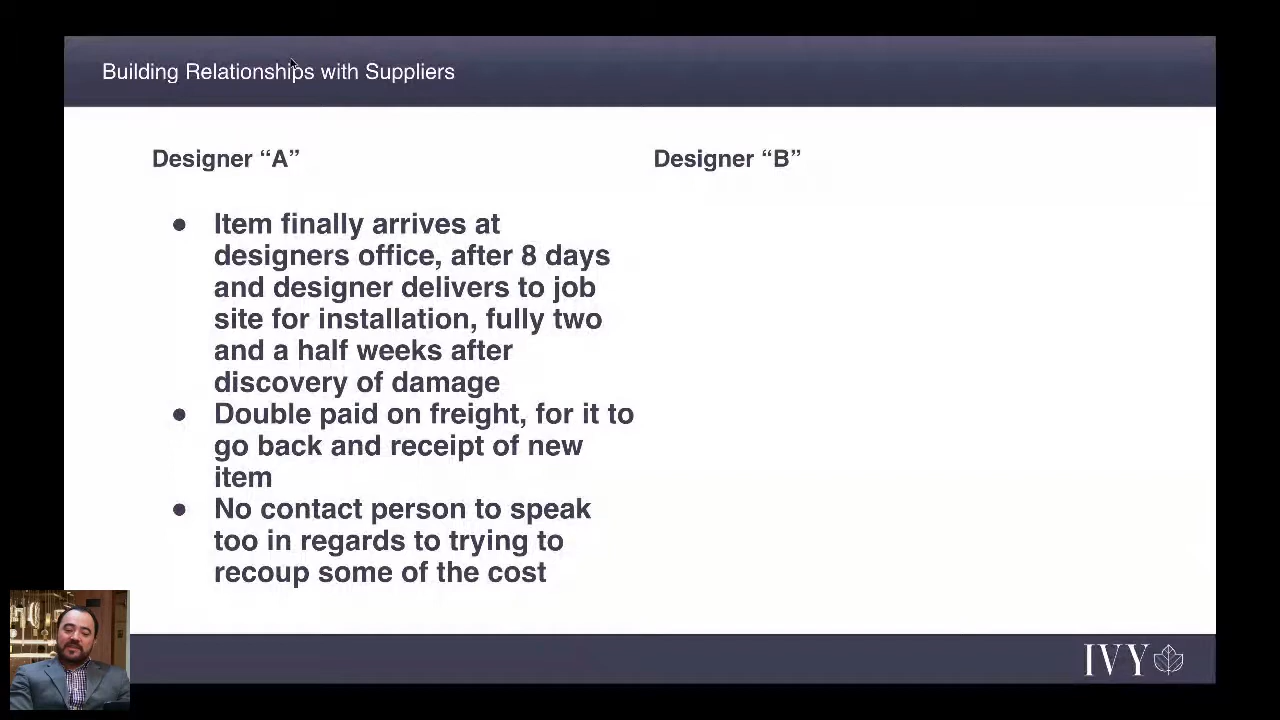 Building Relationships with Suppliers
Designer “A”
Designer “B”
● Item finally arrives at
designers office, after 8 days
and designer delivers to job
site for installation, fully two
and a half weeks after
discovery of damage
● Double paid on freight, for it to
go back and receipt of new
item
● No contact person to speak
too in regards to trying to
recoup some of the cost
IVY